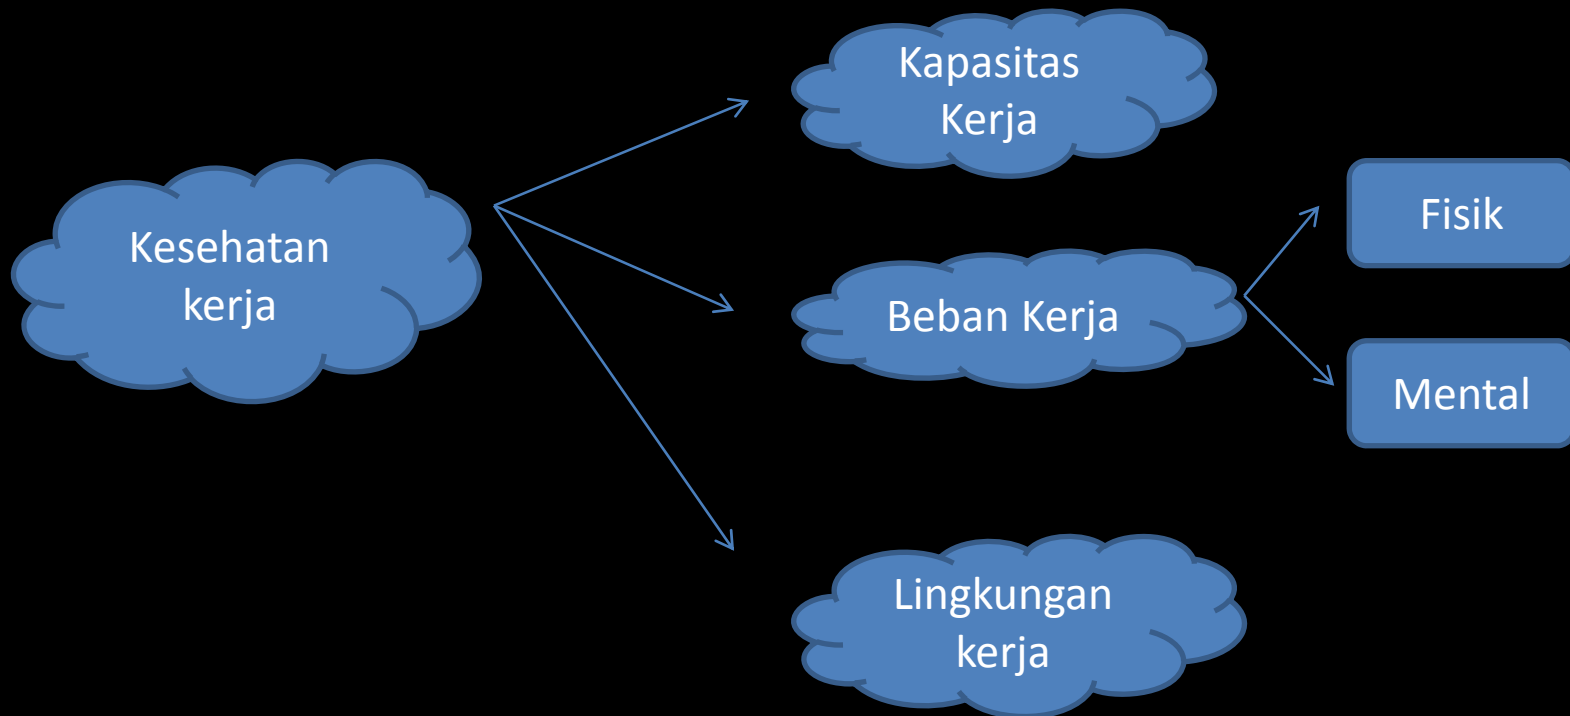 Kesehatan
kerja
Kapasitas
Kerja
Beban Kerja
Lingkungan
kerja
Fisik
Mental